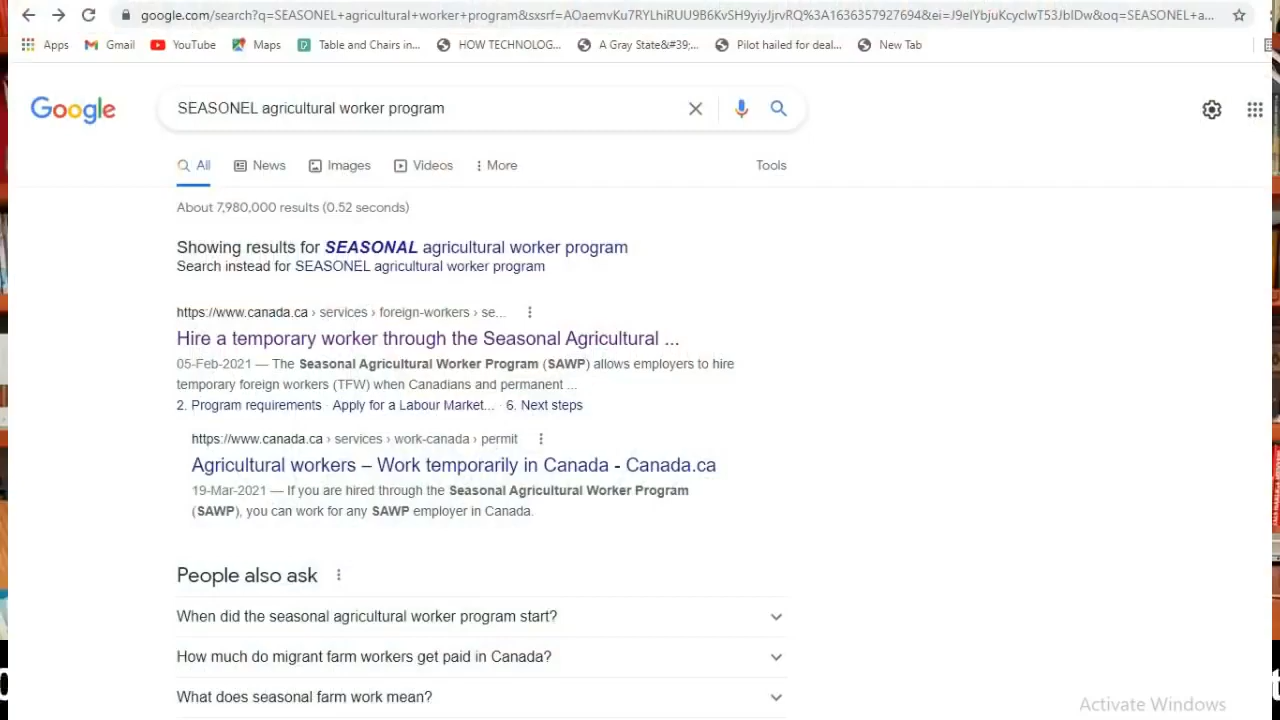 google.com/search?q=SEASONEL+agricultural+worker+program&sxsrf=AOaemvKu7RYLhiRUU9B6KvSH9yiyJjrvRQ%3A1636357927694&ei=J9elYbjuKcyclwT53JbIDw&oq=SEASONEL+a...
Apps Gmail YouTube Maps Table and Chairs in... HOW TECHNOLOG... A Gray State&#39;... Pilot hailed for deal... New Tab
Google SEASONEL agricultural worker program
All News Images Videos More Tools
About 7,980,000 results (0.52 seconds)
Showing results for SEASONAL agricultural worker program
Search instead for SEASONEL agricultural worker program
https://www.canada.ca › services › foreign-workers › se...
Hire a temporary worker through the Seasonal Agricultural ...
05-Feb-2021 — The Seasonal Agricultural Worker Program (SAWP) allows employers to hire
temporary foreign workers (TFW) when Canadians and permanent ...
2. Program requirements · Apply for a Labour Market... · 6. Next steps
https://www.canada.ca › services › work-canada › permit
Agricultural workers – Work temporarily in Canada - Canada.ca
19-Mar-2021 — If you are hired through the Seasonal Agricultural Worker Program
(SAWP), you can work for any SAWP employer in Canada.
People also ask
When did the seasonal agricultural worker program start?
How much do migrant farm workers get paid in Canada?
What does seasonal farm work mean?
Activate Windows